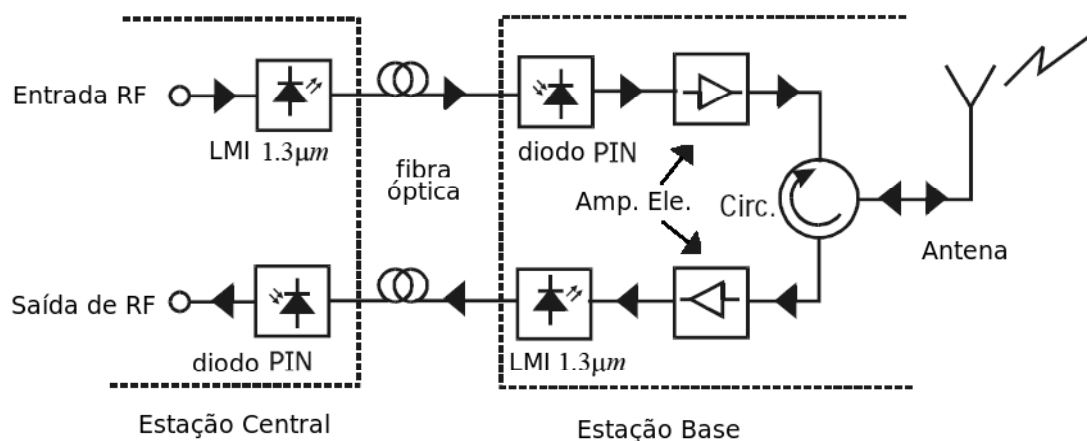 Entrada RF
LMI 1.3μm
fibra
óptica
diodo PIN
Amp. Ele.
Circ.
Antena
Saída de RF
diodo PIN
LMI 1.3μm
Estação Central
Estação Base